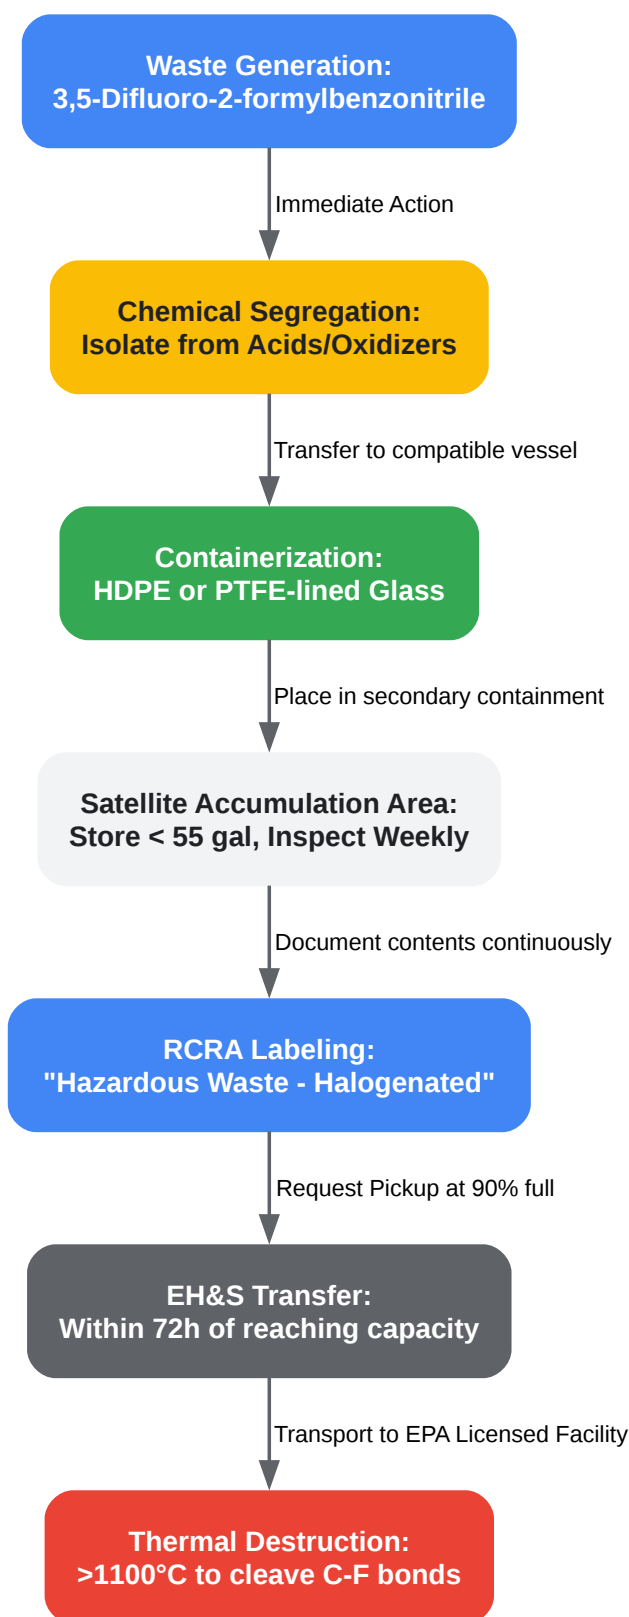 Waste Generation:
3,5-Difluoro-2-formylbenzonitrile
Immediate Action
Chemical Segregation:
Isolate from Acids/Oxidizers
Transfer to compatible vessel
Containerization:
HDPE or PTFE-lined Glass
Place in secondary containment
Satellite Accumulation Area:
Store < 55 gal, Inspect Weekly
Document contents continuously
RCRA Labeling:
"Hazardous Waste - Halogenated"
Request Pickup at 90% full
EH&S Transfer:
Within 72h of reaching capacity
Transport to EPA Licensed Facility
Thermal Destruction:
>1100°C to cleave C-F bonds